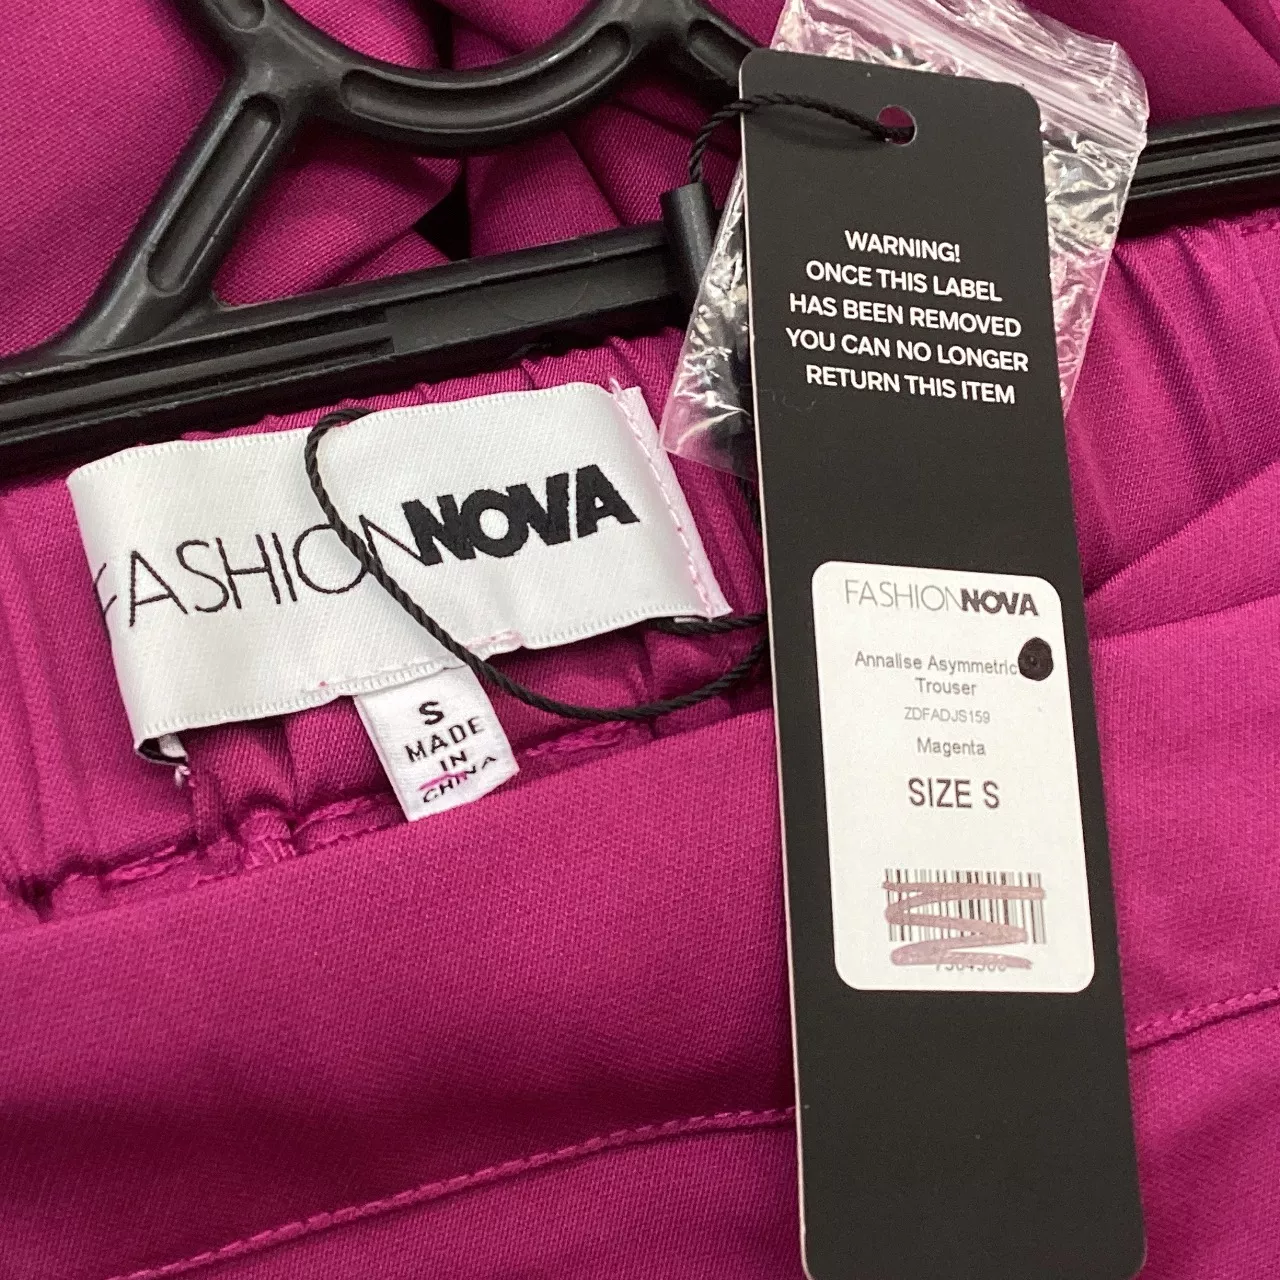 WARNING!
ONCE THIS LABEL
HAS BEEN REMOVED
YOU CAN NO LONGER
RETURN THIS ITEM
FASHIONNOVA
S
MADE
IN
CHINA
FASHIONNOVA
Annalise Asymmetric
Trouser
ZDFADJS159
Magenta
SIZE S